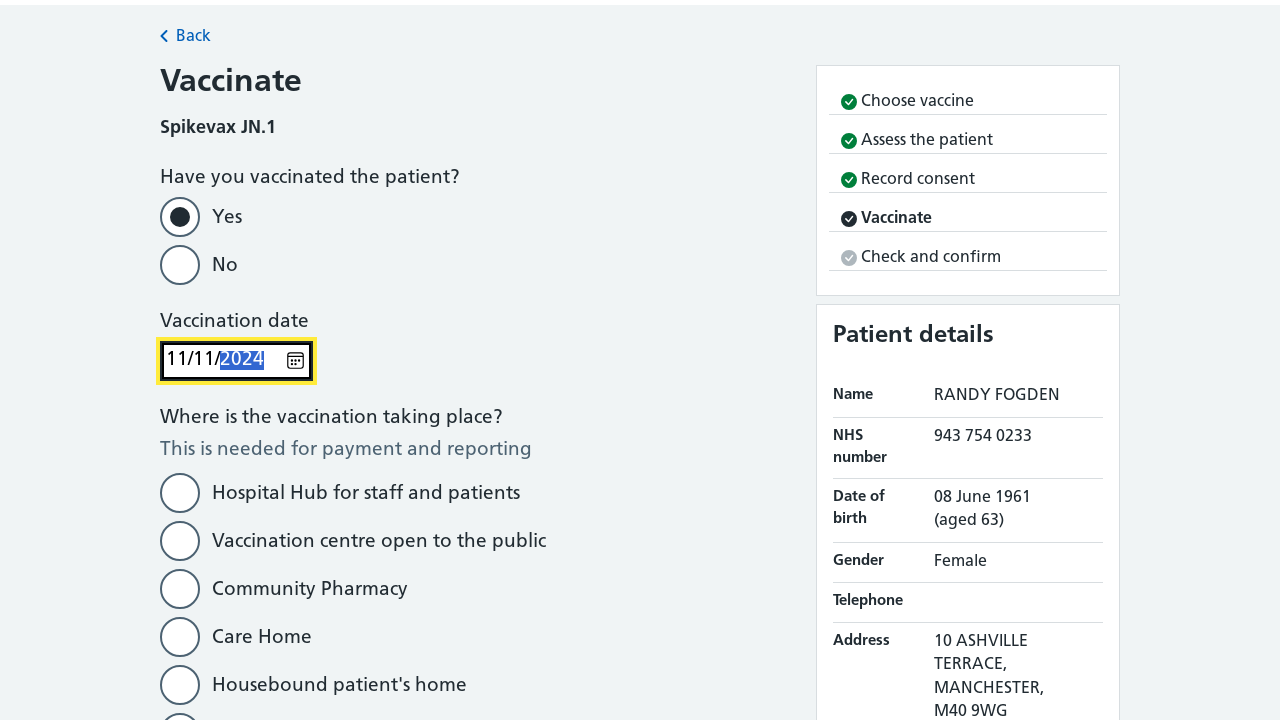 Back
Vaccinate
Spikevax JN.1
Have you vaccinated the patient?
Yes
No
Vaccination date
11/11/2024
Where is the vaccination taking place?
This is needed for payment and reporting
Hospital Hub for staff and patients
Vaccination centre open to the public
Community Pharmacy
Care Home
Housebound patient's home
Choose vaccine
Assess the patient
Record consent
Vaccinate
Check and confirm
Patient details
Name RANDY FOGDEN
NHS number 943 754 0233
Date of birth 08 June 1961
(aged 63)
Gender Female
Telephone
Address 10 ASHVILLE
TERRACE,
MANCHESTER,
M40 9WG